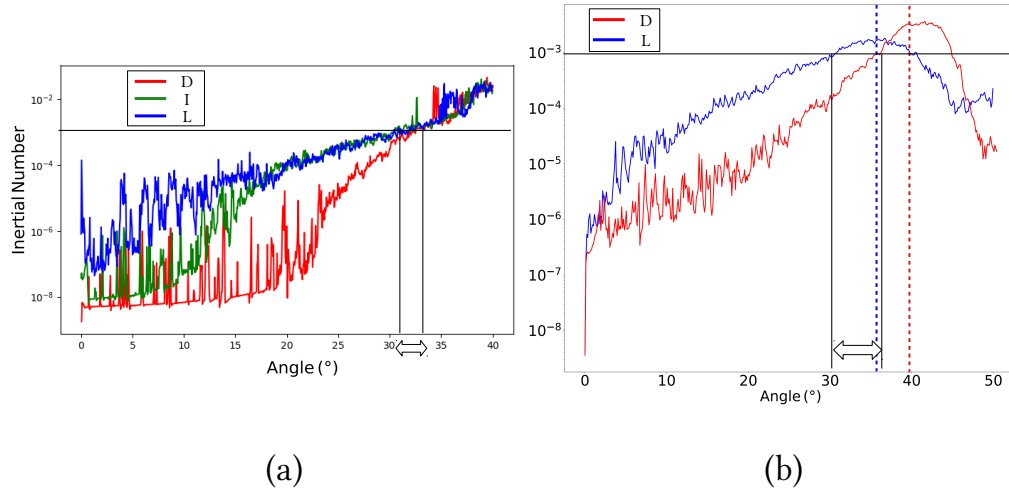 D
I
L
Inertial Number
10⁻²
10⁻⁴
10⁻⁶
10⁻⁸
0 5 10 15 20 25 30 35 40
Angle (°)
(a)
D
L
10⁻³
10⁻⁴
10⁻⁵
10⁻⁶
10⁻⁷
10⁻⁸
0 10 20 30 40 50
Angle (°)
(b)